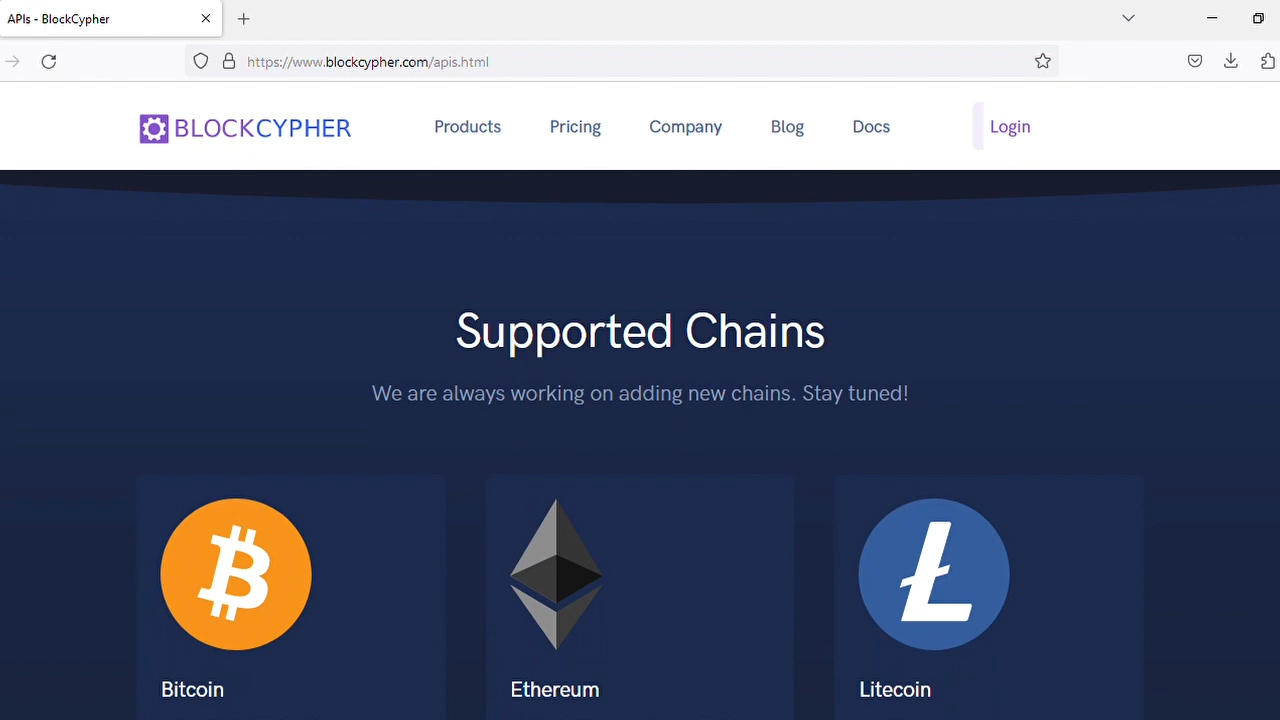 APIs - BlockCypher
https://www.blockcypher.com/apis.html
BLOCKCYPHER
Products
Pricing
Company
Blog
Docs
Login
Supported Chains
We are always working on adding new chains. Stay tuned!
Bitcoin
Ethereum
Litecoin